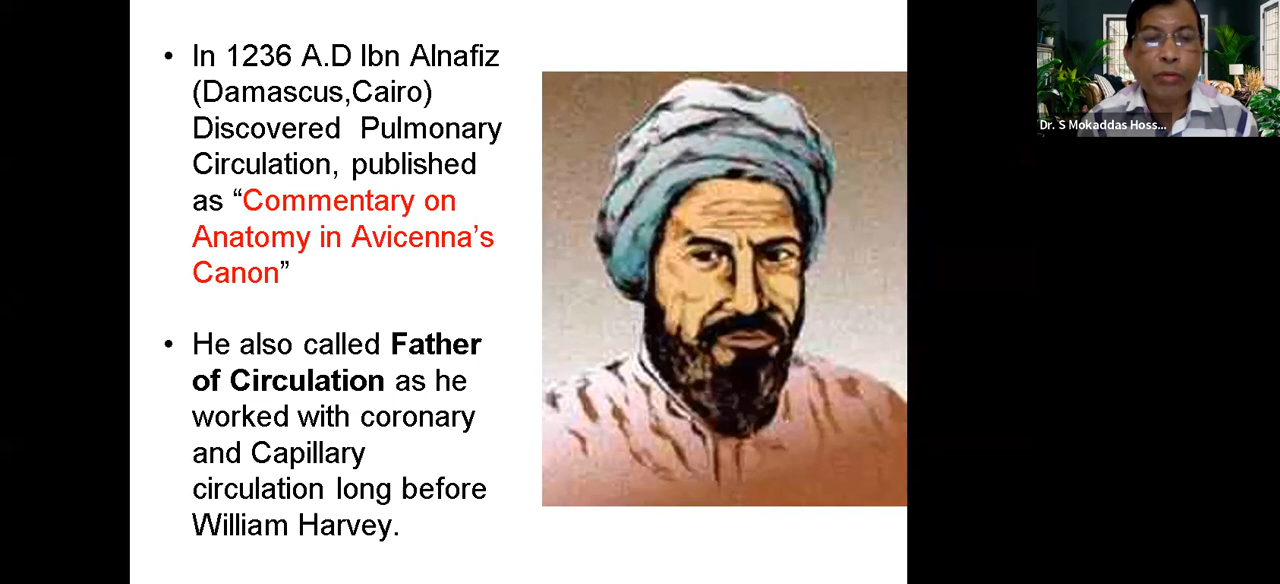 • In 1236 A.D Ibn Alnafiz
(Damascus,Cairo)
Discovered Pulmonary
Circulation, published
as “Commentary on
Anatomy in Avicenna’s
Canon”
• He also called Father
of Circulation as he
worked with coronary
and Capillary
circulation long before
William Harvey.
Dr. S Mokaddas Hoss...